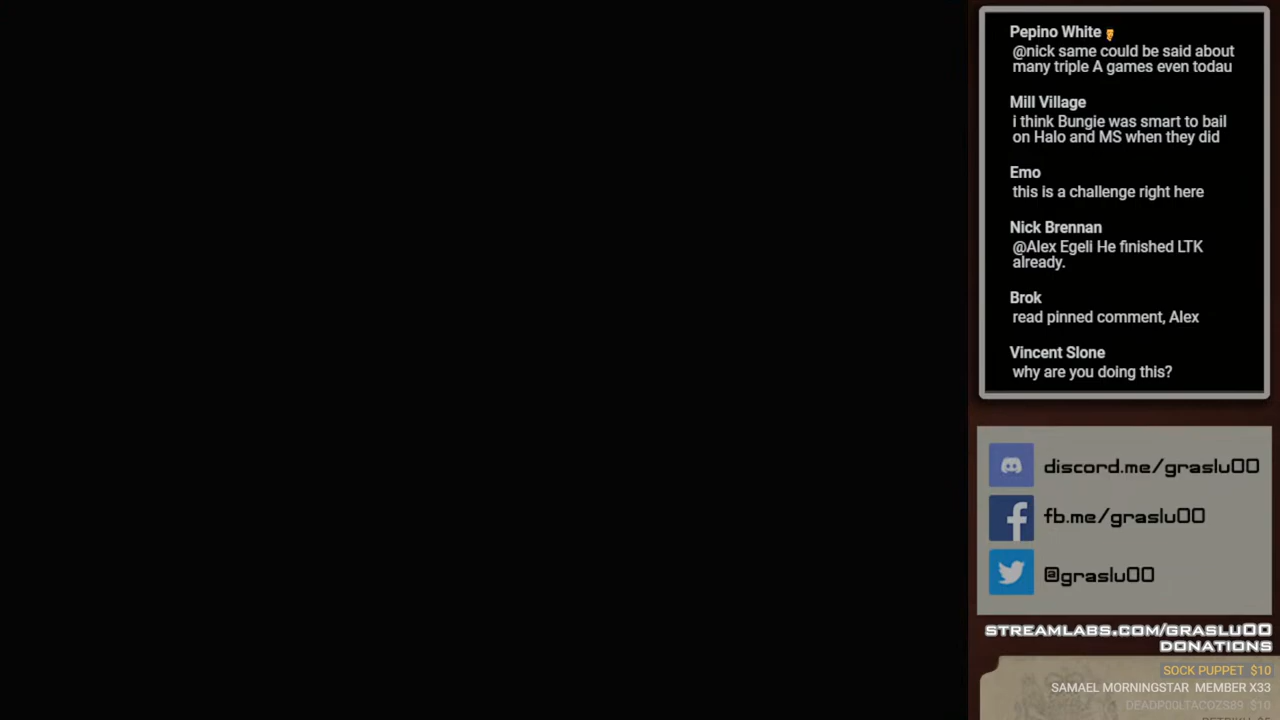 Pepino White
@nick same could be said about
many triple A games even todau
Mill Village
i think Bungie was smart to bail
on Halo and MS when they did
Emo
this is a challenge right here
Nick Brennan
@Alex Egeli He finished LTK
already.
Brok
read pinned comment, Alex
Vincent Slone
why are you doing this?
discord.me/graslu00
fb.me/graslu00
@graslu00
STREAMLABS.COM/GRASLU00
DONATIONS
SOCK PUPPET $10
SAMAEL MORNINGSTAR MEMBER X33
DEADP00LTACOZS89 $10